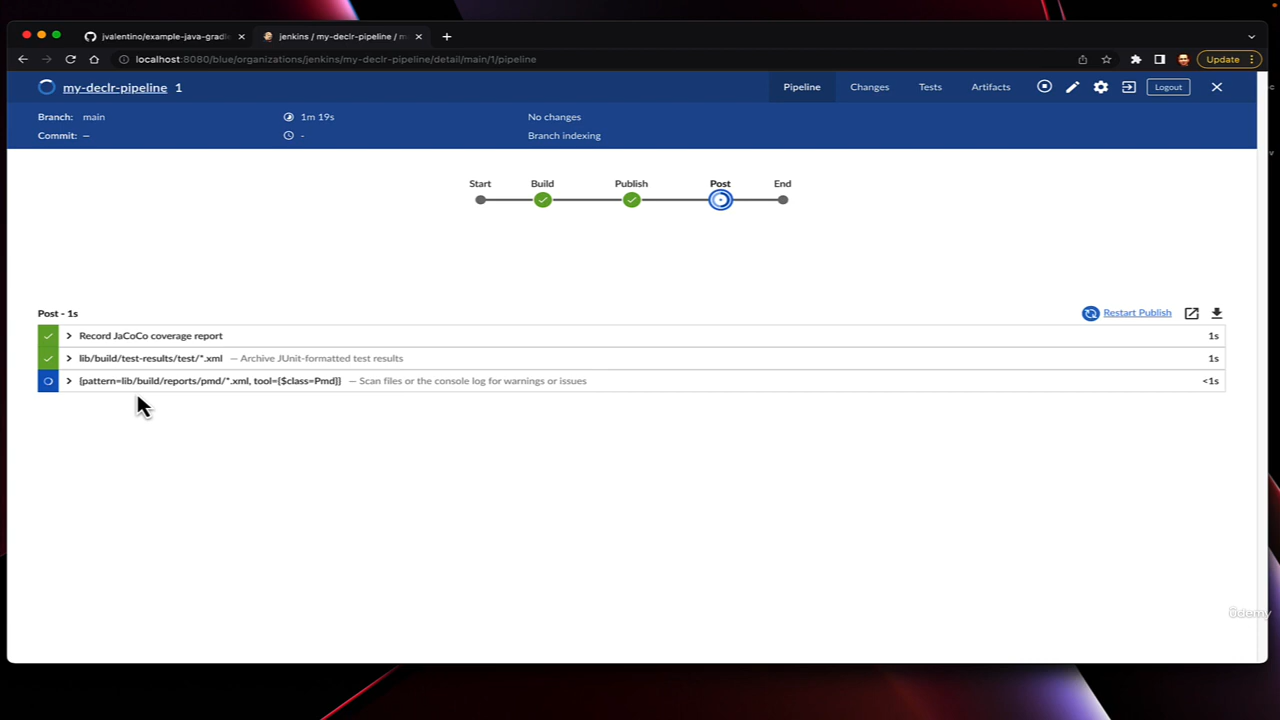 jvalentino/example-java-gradle
jenkins / my-declr-pipeline / m
localhost:8080/blue/organizations/jenkins/my-declr-pipeline/detail/main/1/pipeline
Update
my-declr-pipeline 1
Pipeline
Changes
Tests
Artifacts
Logout
Branch: main
1m 19s
No changes
Commit: —
-
Branch indexing
Start
Build
Publish
Post
End
Post - 1s
Restart Publish
Record JaCoCo coverage report
1s
lib/build/test-results/test/*.xml — Archive JUnit-formatted test results
1s
{pattern=lib/build/reports/pmd/*.xml, tool={$class=Pmd}} — Scan files or the console log for warnings or issues
<1s
ûdemy